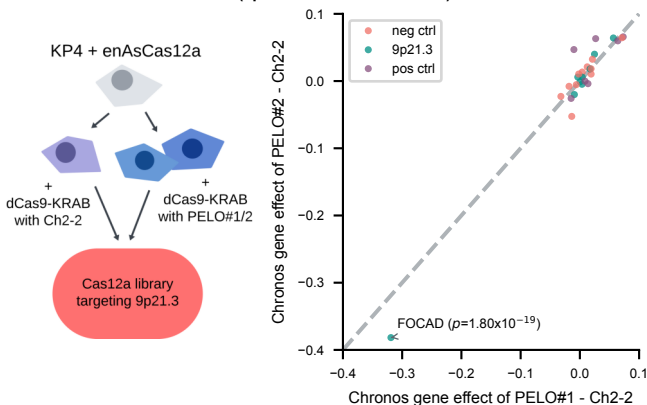 KP4 + enAsCas12a
+
dCas9-KRAB
with Ch2-2
+
dCas9-KRAB
with PELO#1/2
Cas12a library
targeting 9p21.3
Chronos gene effect of PELO#2 - Ch2-2
0.1
0.0
−0.1
−0.2
−0.3
−0.4
neg ctrl
9p21.3
pos ctrl
FOCAD (p=1.80x10⁻¹⁹)
−0.4
−0.3
−0.2
−0.1
0.0
0.1
Chronos gene effect of PELO#1 - Ch2-2